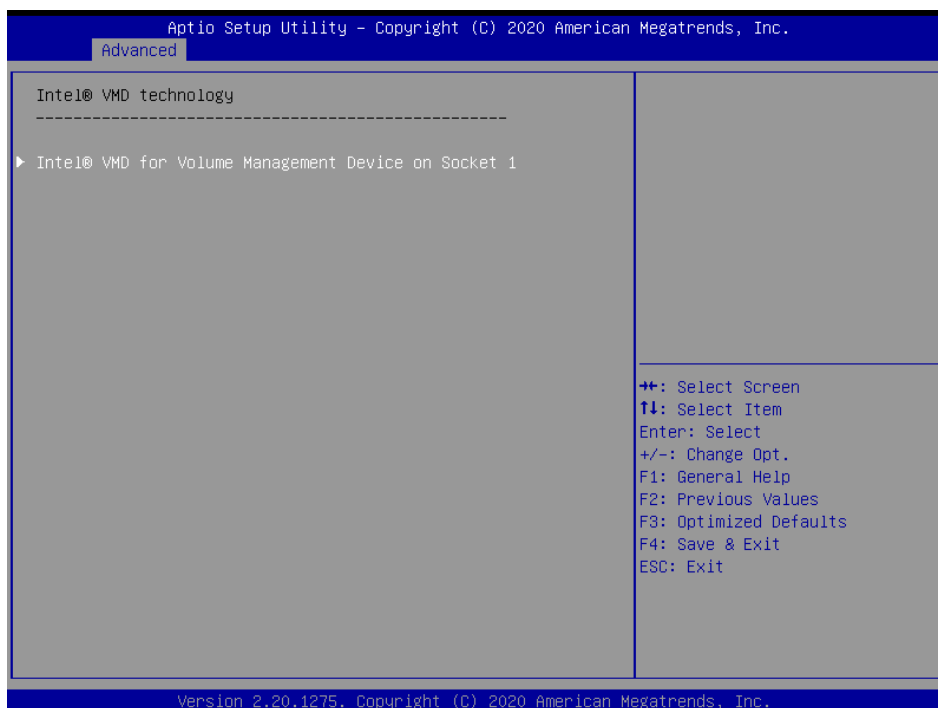 Aptio Setup Utility – Copyright (C) 2020 American Megatrends, Inc.
Advanced
Intel® VMD technology
--------------------------------------------------
▶ Intel® VMD for Volume Management Device on Socket 1
→←: Select Screen
↑↓: Select Item
Enter: Select
+/-: Change Opt.
F1: General Help
F2: Previous Values
F3: Optimized Defaults
F4: Save & Exit
ESC: Exit
Version 2.20.1275. Copyright (C) 2020 American Megatrends, Inc.